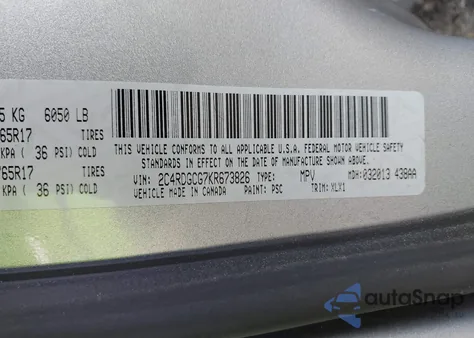 5 KG 6050 LB
65R17 TIRES
KPA ( 36 PSI) COLD
65R17 TIRES
KPA ( 36 PSI) COLD
THIS VEHICLE CONFORMS TO ALL APPLICABLE U.S.A. FEDERAL MOTOR VEHICLE SAFETY
STANDARDS IN EFFECT ON THE DATE OF MANUFACTURE SHOWN ABOVE.
VIN: 2C4RDGCG7KR673826 TYPE: MPV MDH: 032013 438AA
VEHICLE MADE IN CANADA PAINT: PSC TRIM: XLX1
autoSnap